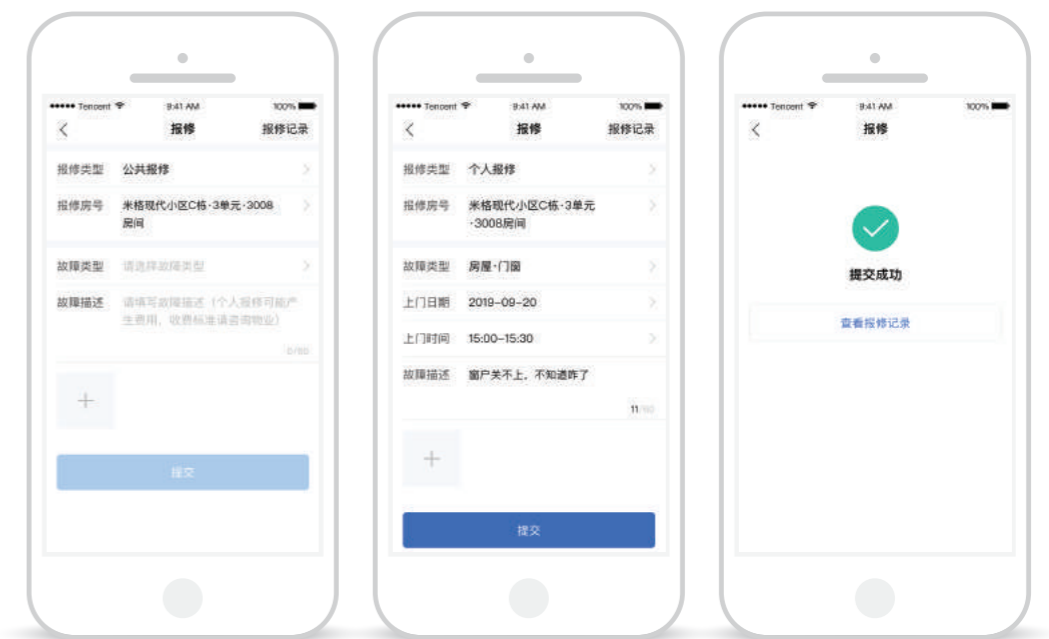 Tencent 9:41 AM 100%
报修 报修记录
报修类型 公共报修
报修房号 米格现代小区C栋·3单元·3008
房间
故障类型 请选择故障类型
故障描述 请填写故障描述（个人报修可能产
生费用，收费标准请咨询物业）
0/60
提交
Tencent 9:41 AM 100%
报修 报修记录
报修类型 个人报修
报修房号 米格现代小区C栋·3单元
·3008房间
故障类型 房屋·门窗
上门日期 2019-09-20
上门时间 15:00-15:30
故障描述 窗户关不上，不知道咋了
11/60
提交
Tencent 9:41 AM 100%
报修
提交成功
查看报修记录